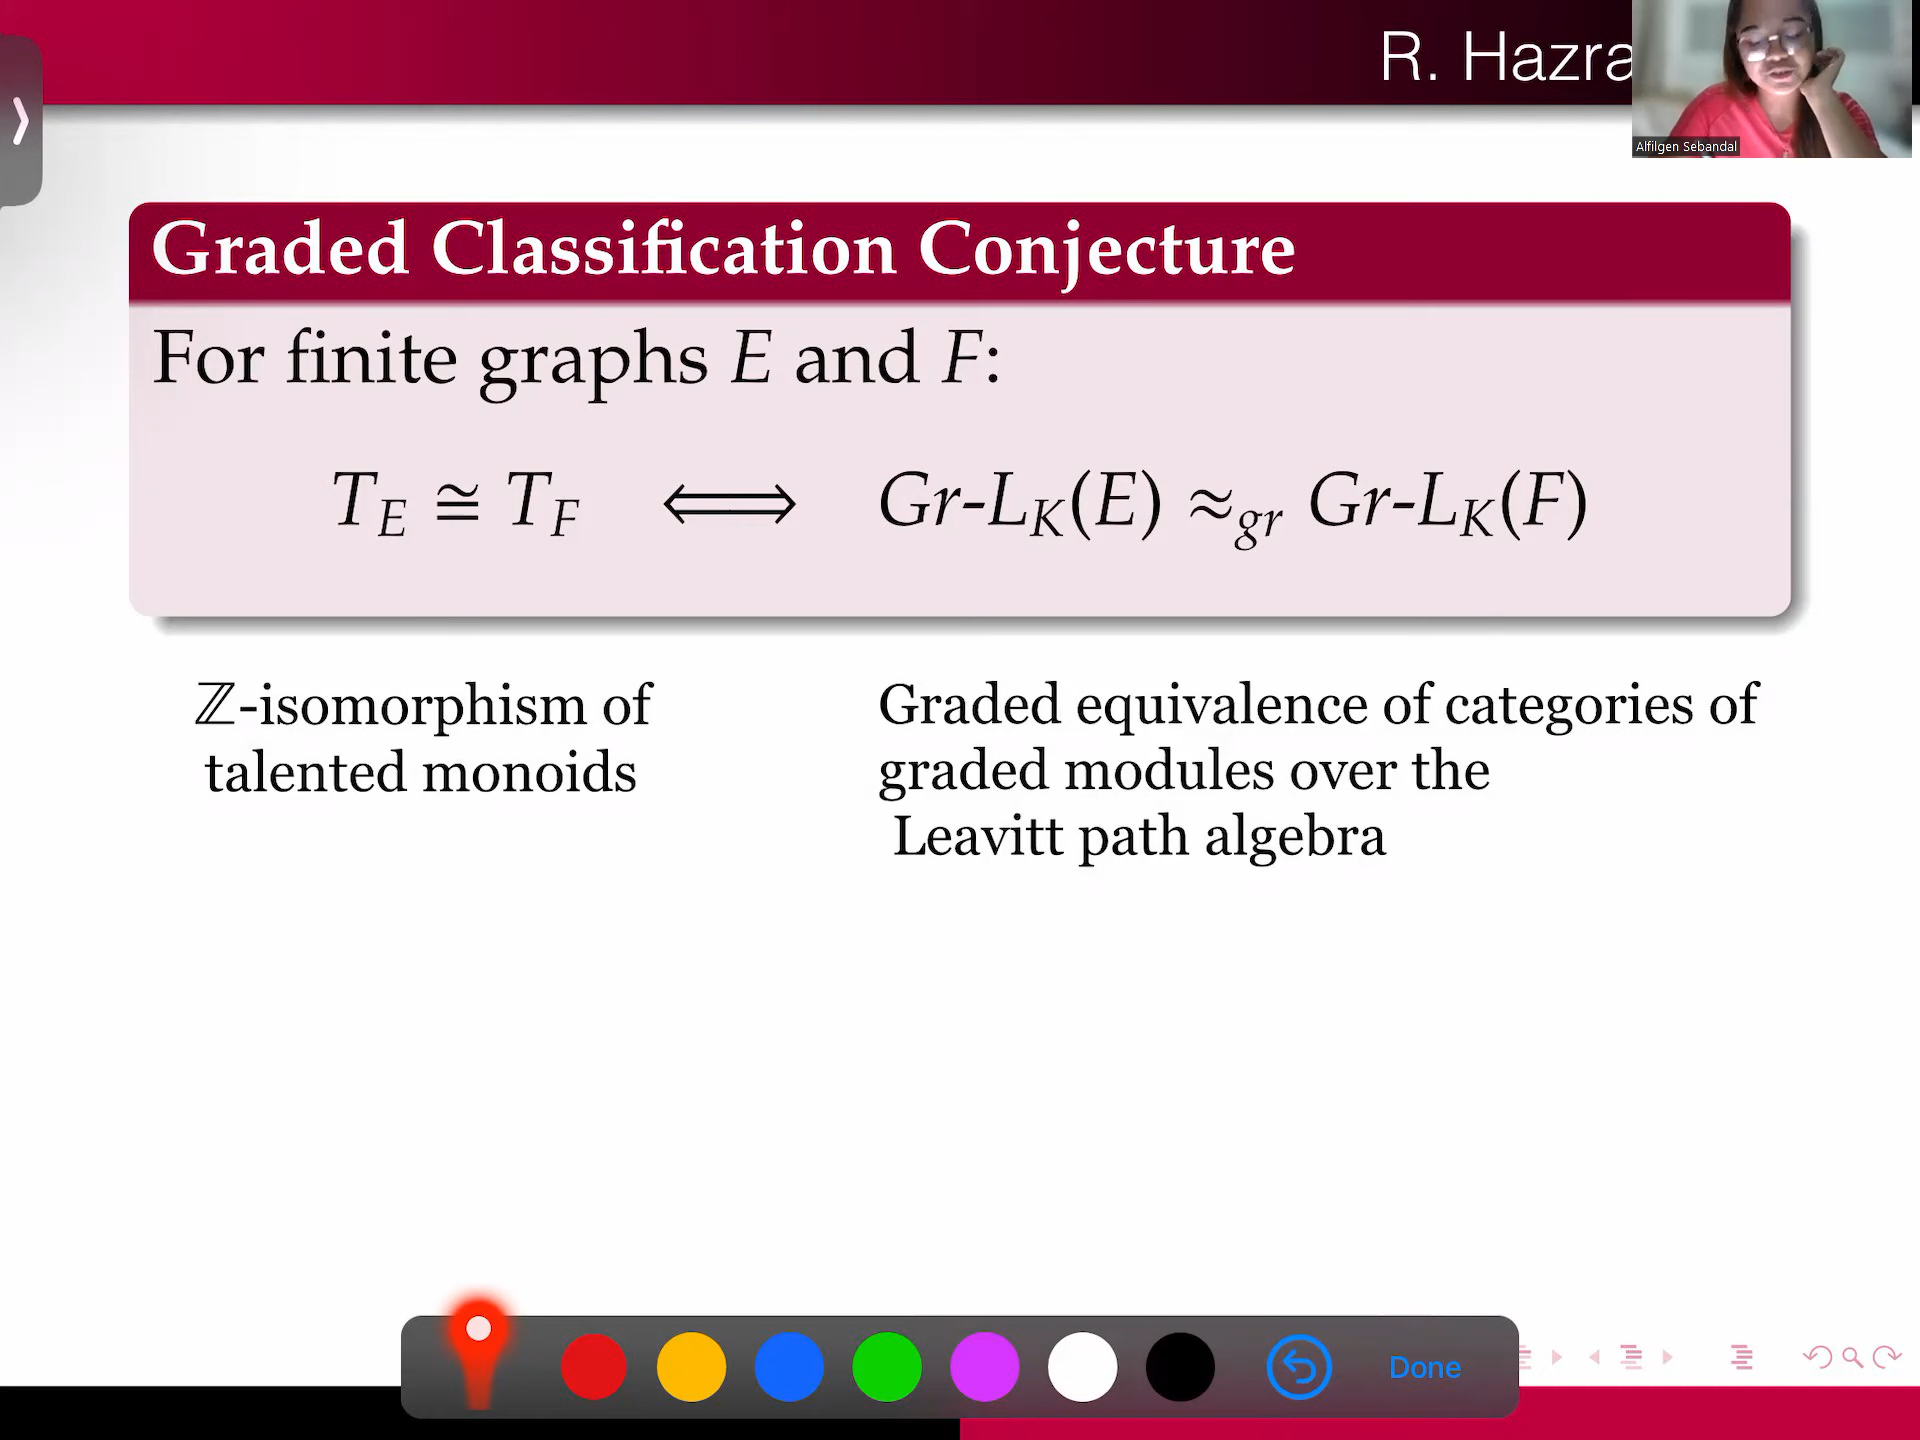 R. Hazra
Alfilgen Sebandal
Graded Classification Conjecture
For finite graphs E and F:
T_E ≅ T_F ⟺ Gr-L_K(E) ≈_gr Gr-L_K(F)
ℤ-isomorphism of
talented monoids
Graded equivalence of categories of
graded modules over the
Leavitt path algebra
Done